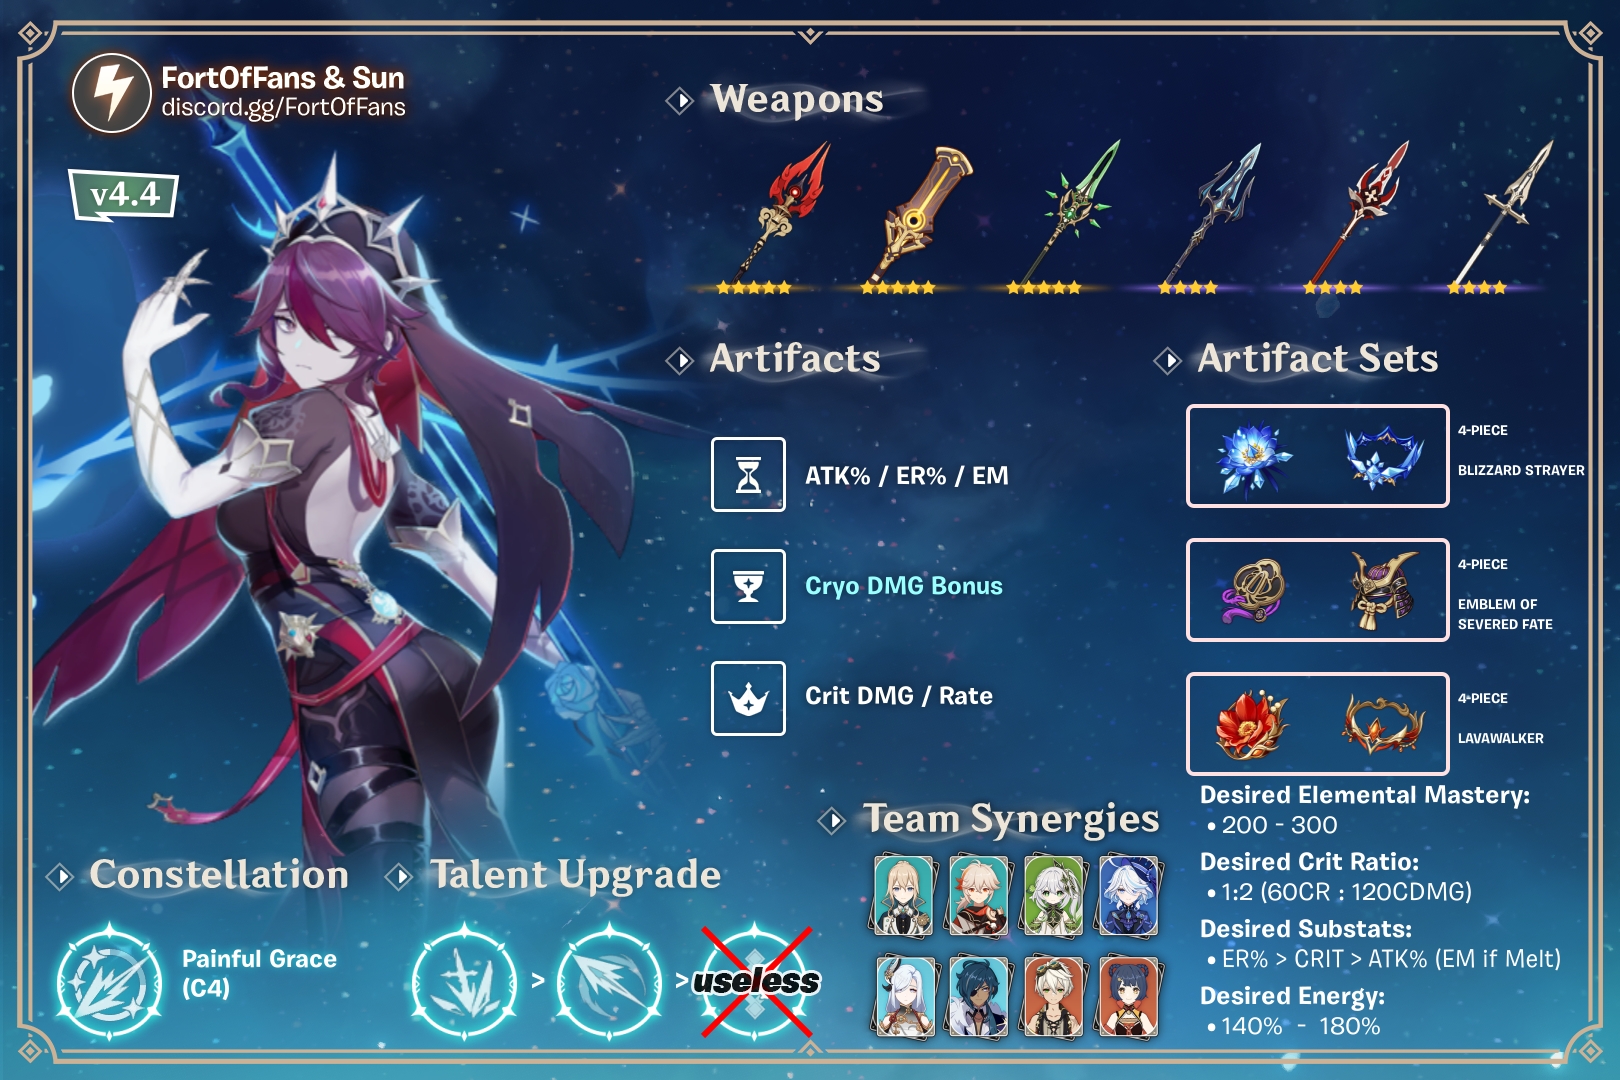 FortOfFans & Sun
discord.gg/FortOfFans
v4.4
Weapons
Artifacts
ATK% / ER% / EM
Cryo DMG Bonus
Crit DMG / Rate
Artifact Sets
4-PIECE
BLIZZARD STRAYER
4-PIECE
EMBLEM OF
SEVERED FATE
4-PIECE
LAVAWALKER
Desired Elemental Mastery:
• 200 - 300
Desired Crit Ratio:
• 1:2 (60CR : 120CDMG)
Desired Substats:
• ER% > CRIT > ATK% (EM if Melt)
Desired Energy:
• 140% - 180%
Team Synergies
Constellation
Painful Grace
(C4)
Talent Upgrade
> > useless